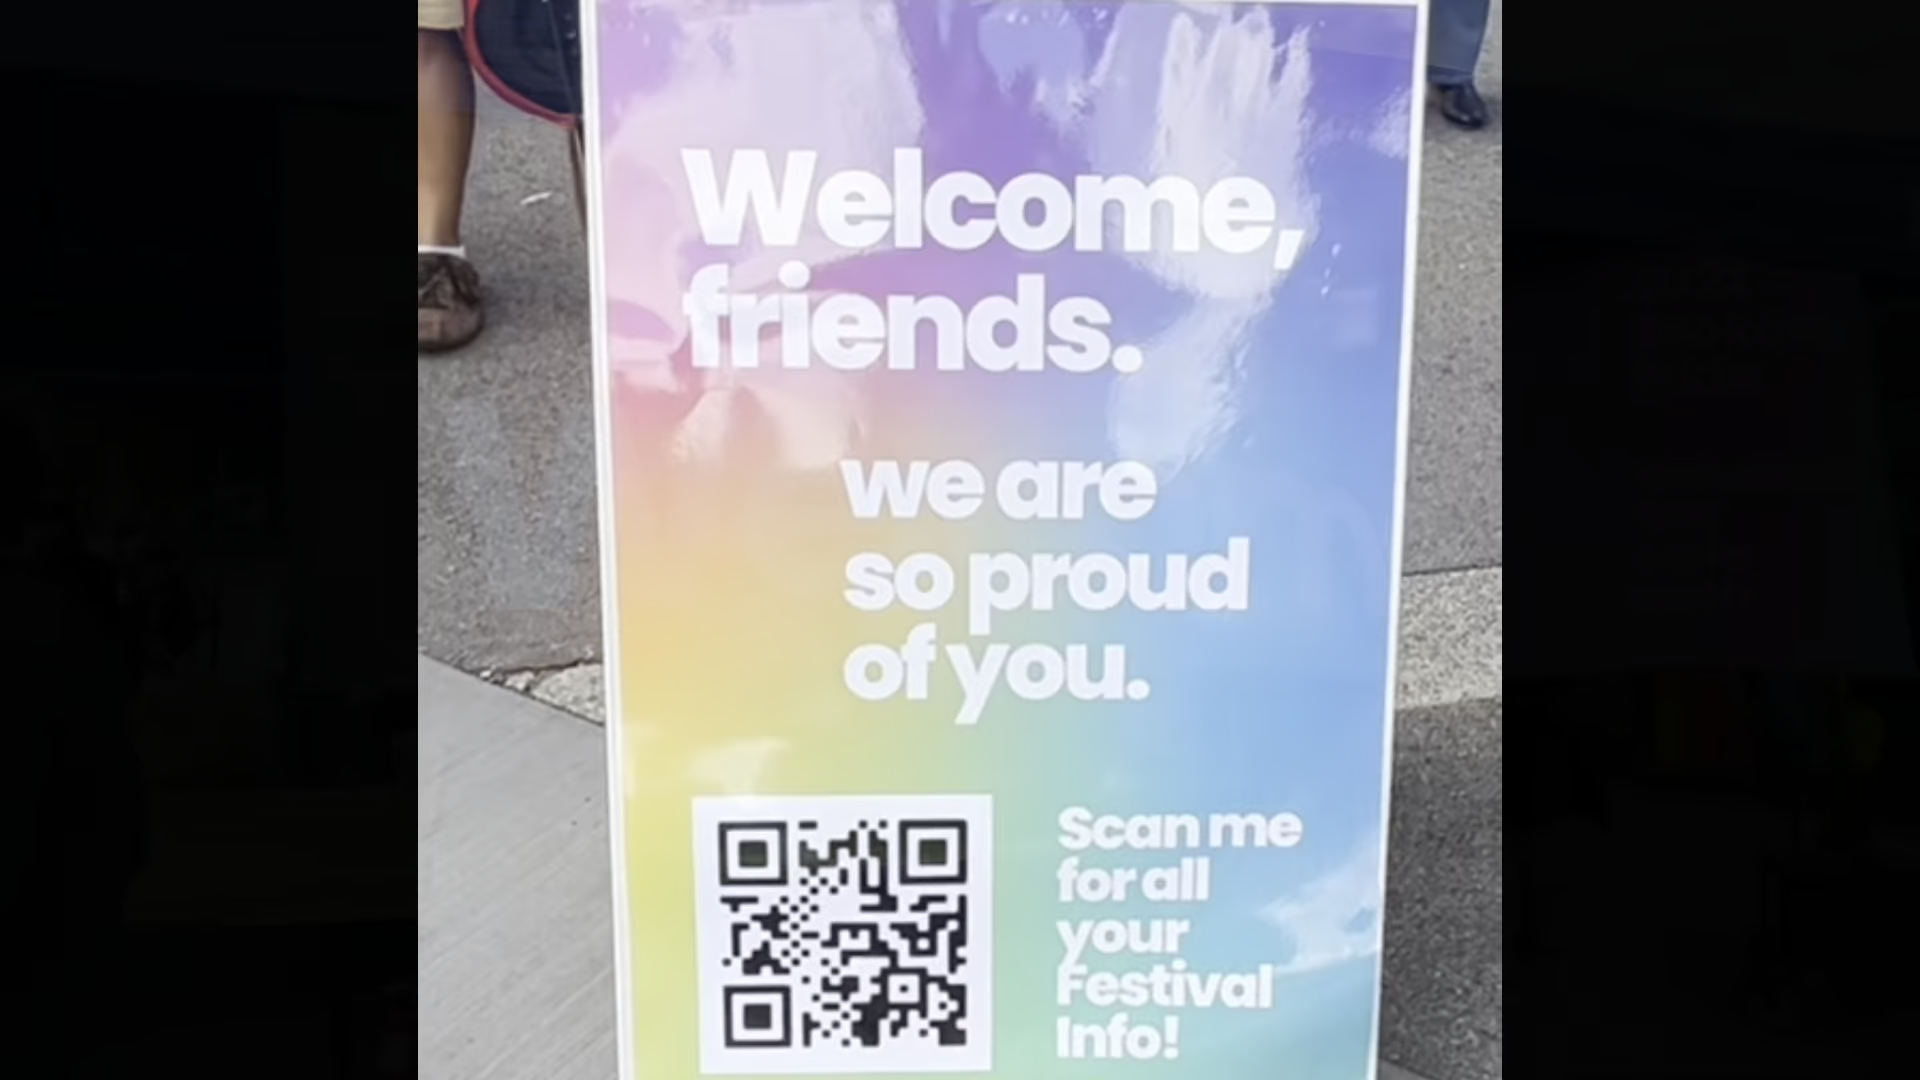 Welcome,
friends.
we are
so proud
of you.
Scan me
for all
your
Festival
Info!